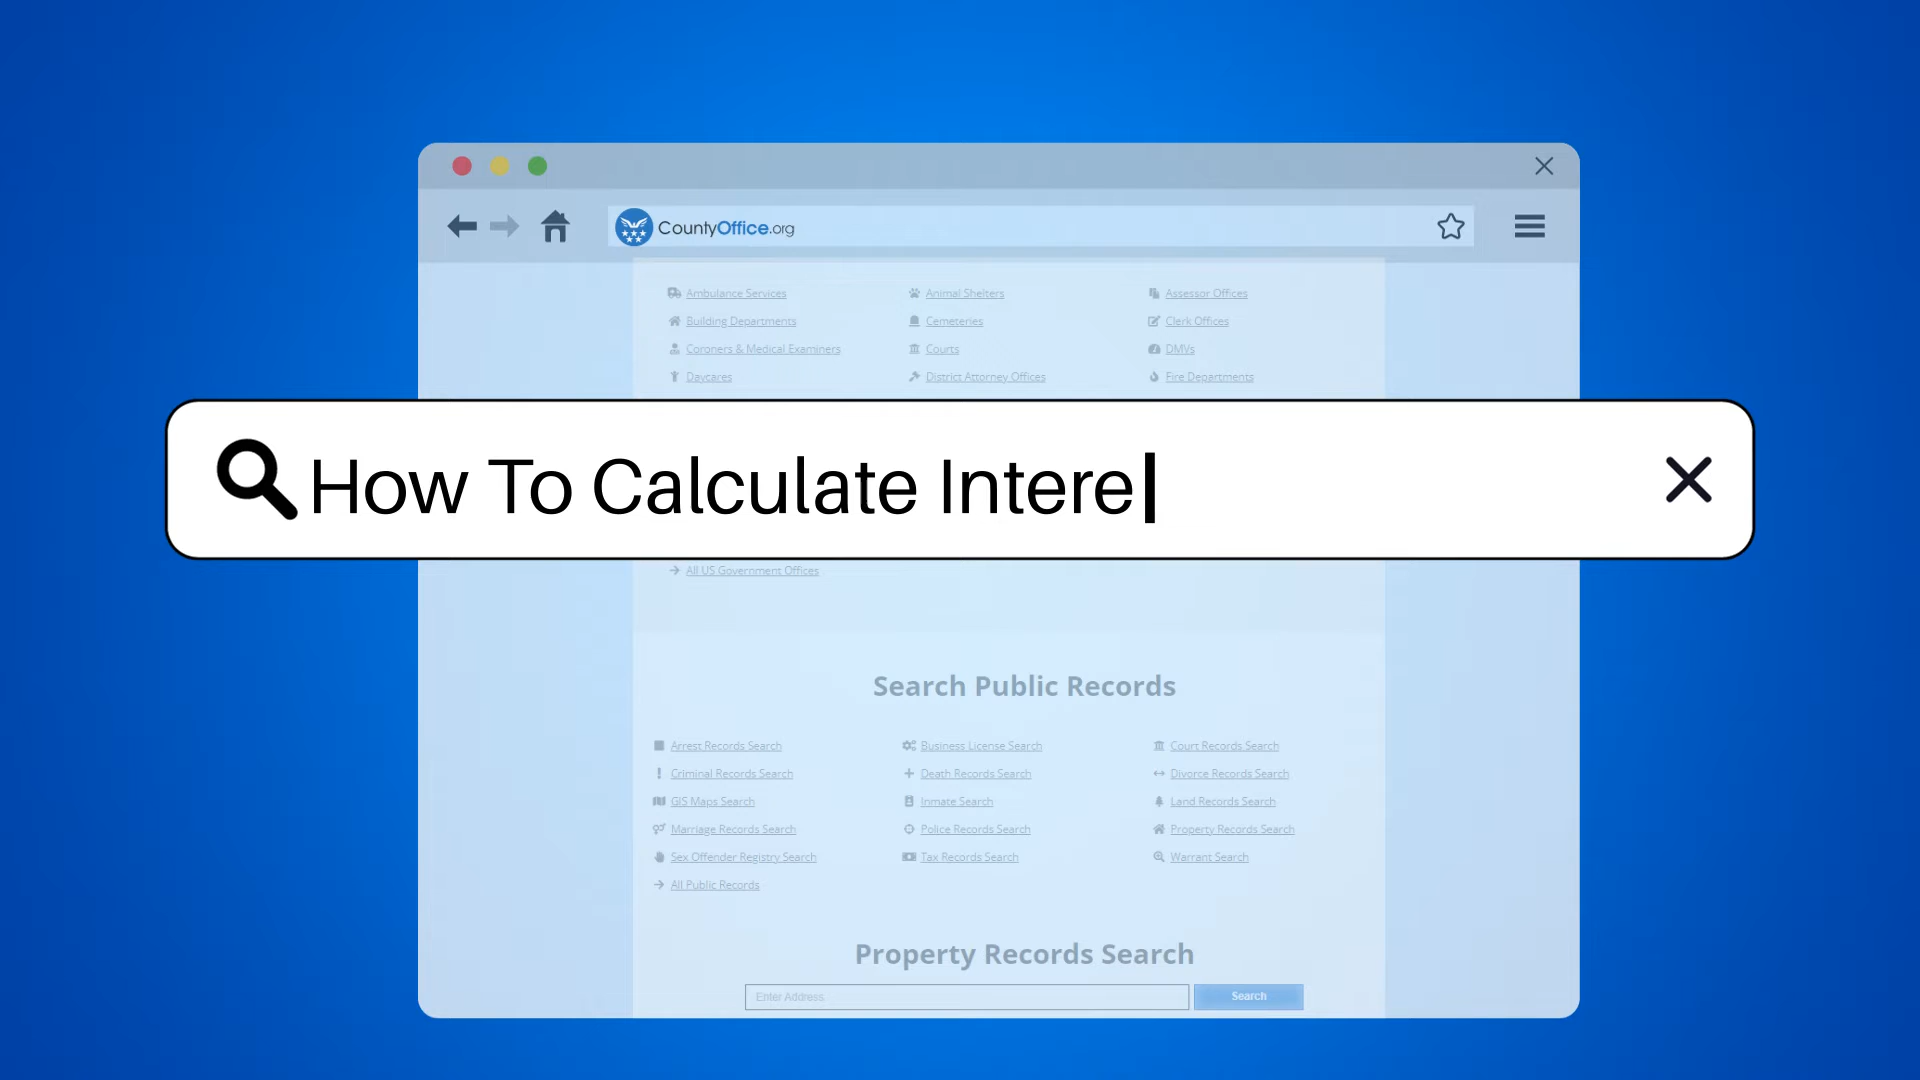 CountyOffice.org
Ambulance Services Animal Shelters Assessor Offices
Building Departments Cemeteries Clerk Offices
Coroners & Medical Examiners Courts DMVs
Daycares District Attorney Offices Fire Departments
How To Calculate Intere
All US Government Offices
Search Public Records
Arrest Records Search Business License Search Court Records Search
Criminal Records Search Death Records Search Divorce Records Search
GIS Maps Search Inmate Search Land Records Search
Marriage Records Search Police Records Search Property Records Search
Sex Offender Registry Search Tax Records Search Warrant Search
All Public Records
Property Records Search
Enter Address Search